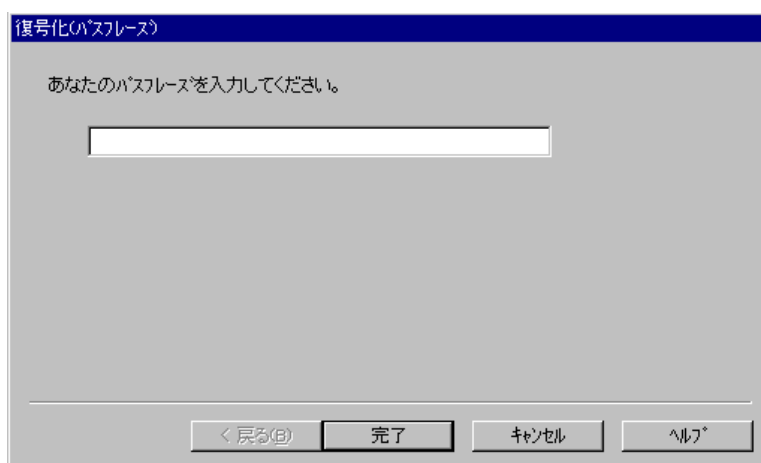 復号化(ﾊﾟｽﾌﾚｰｽﾞ)
あなたのﾊﾟｽﾌﾚｰｽﾞを入力してください。
< 戻る(B)
完了
ｷｬﾝｾﾙ
ﾍﾙﾌﾟ